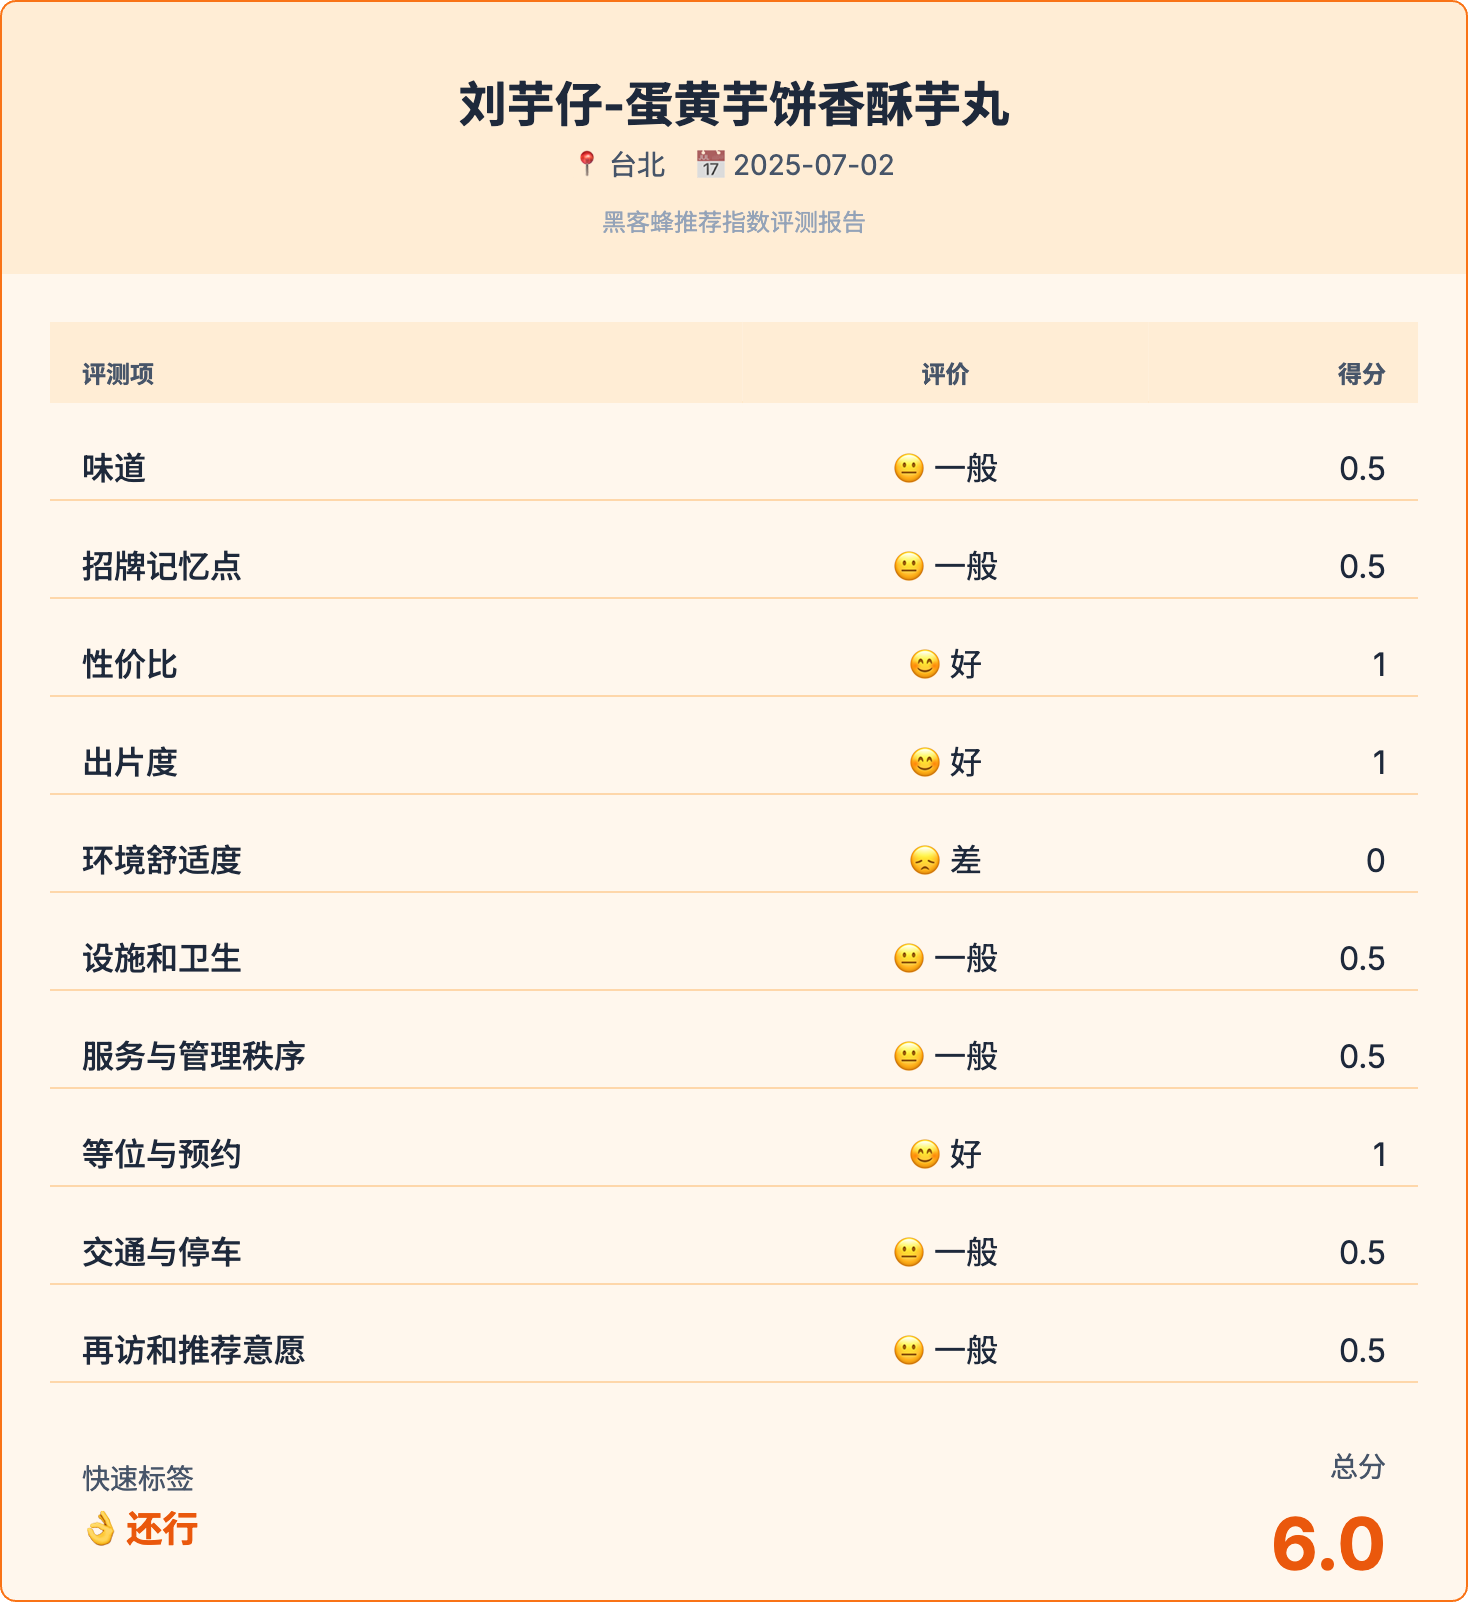 刘芋仔-蛋黄芋饼香酥芋丸
📍 台北 📅 2025-07-02
黑客蜂推荐指数评测报告
评测项 评价 得分
味道 😐 一般 0.5
招牌记忆点 😐 一般 0.5
性价比 😊 好 1
出片度 😊 好 1
环境舒适度 😞 差 0
设施和卫生 😐 一般 0.5
服务与管理秩序 😐 一般 0.5
等位与预约 😊 好 1
交通与停车 😐 一般 0.5
再访和推荐意愿 😐 一般 0.5
快速标签 总分
👌 还行 6.0